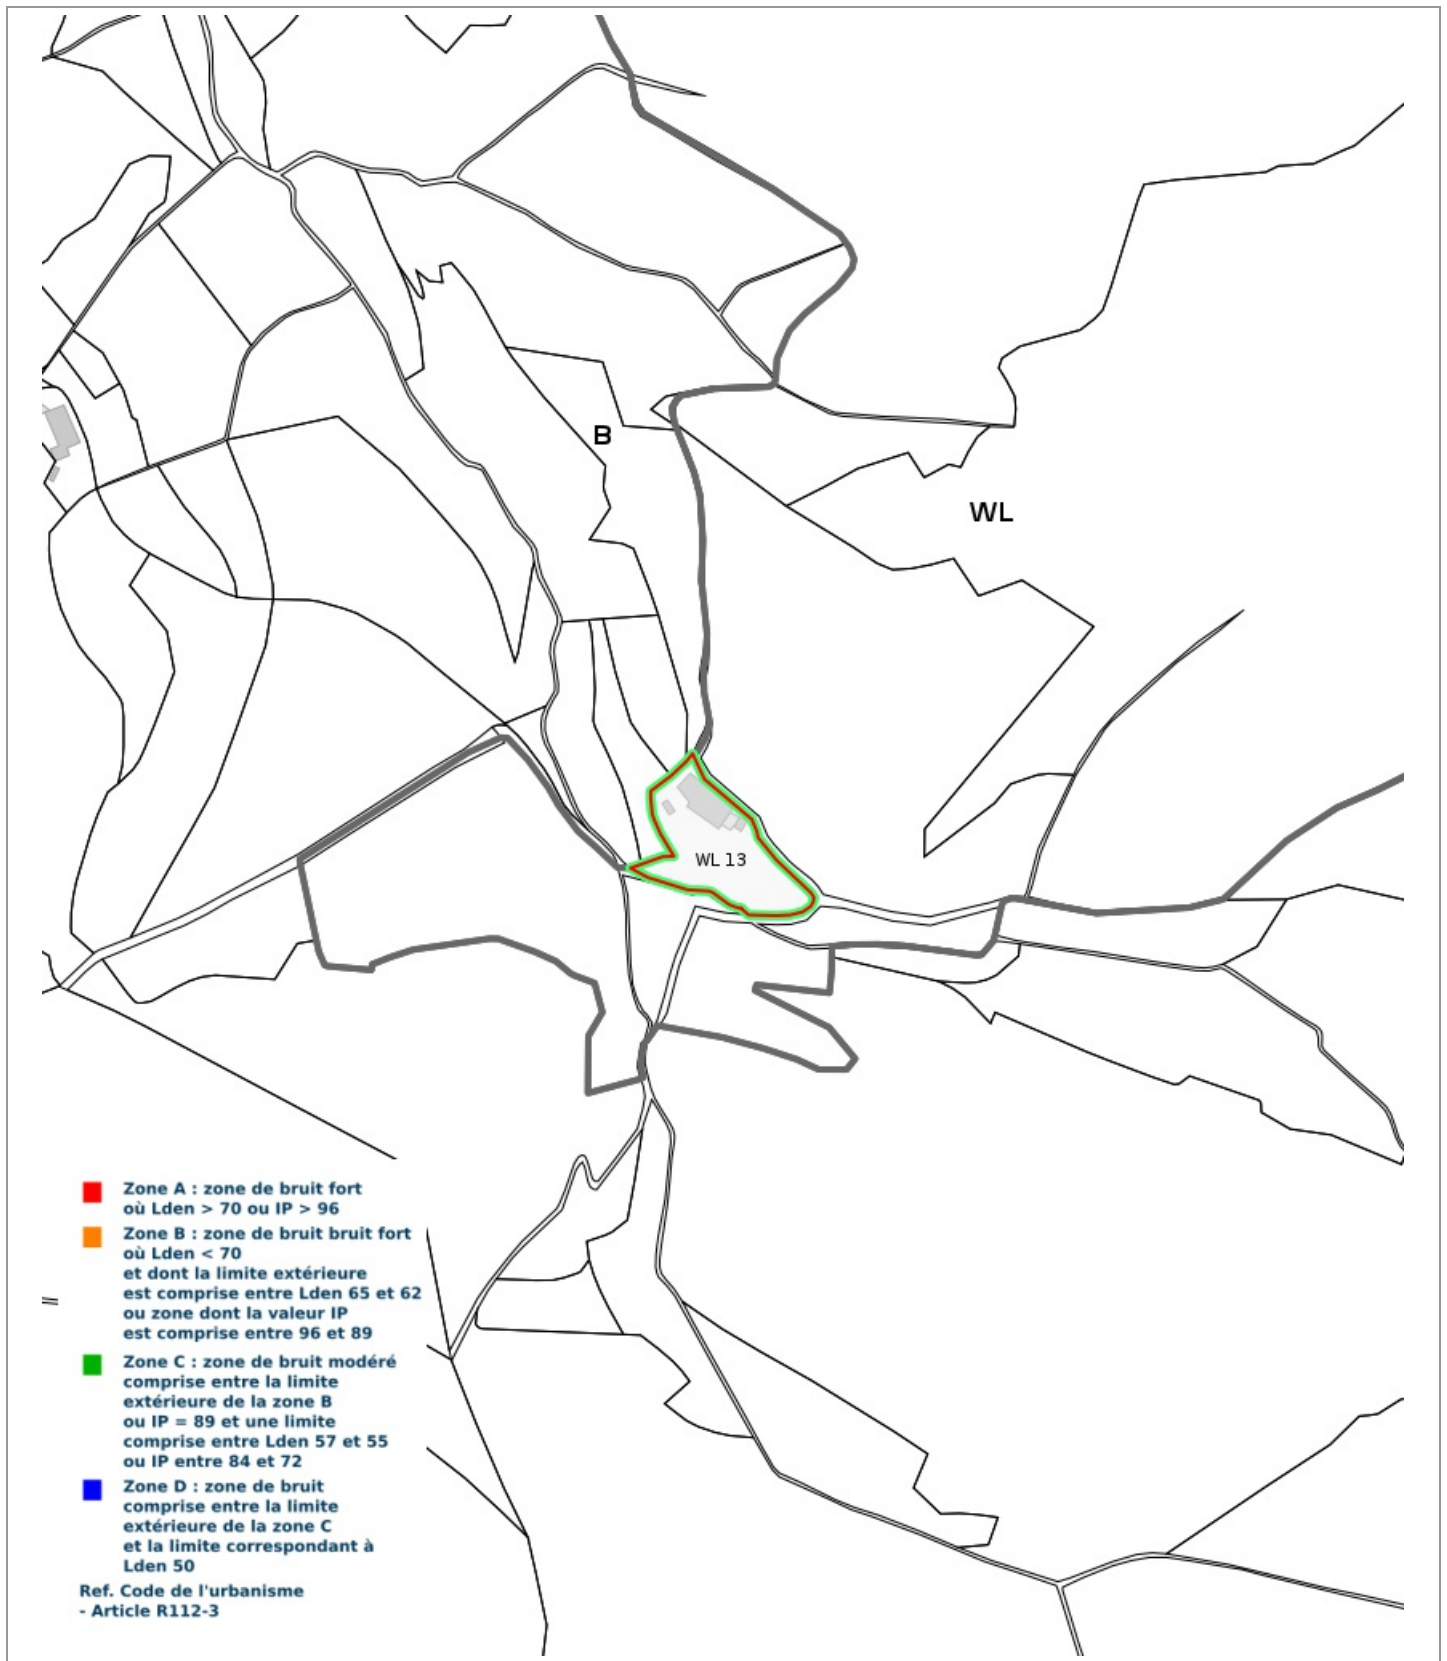 B
WL
WL 13
Zone A : zone de bruit fort
où Lden > 70 ou IP > 96
Zone B : zone de bruit bruit fort
où Lden < 70
et dont la limite extérieure
est comprise entre Lden 65 et 62
ou zone dont la valeur IP
est comprise entre 96 et 89
Zone C : zone de bruit modéré
comprise entre la limite
extérieure de la zone B
ou IP = 89 et une limite
comprise entre Lden 57 et 55
ou IP entre 84 et 72
Zone D : zone de bruit
comprise entre la limite
extérieure de la zone C
et la limite correspondant à
Lden 50
Ref. Code de l'urbanisme
- Article R112-3